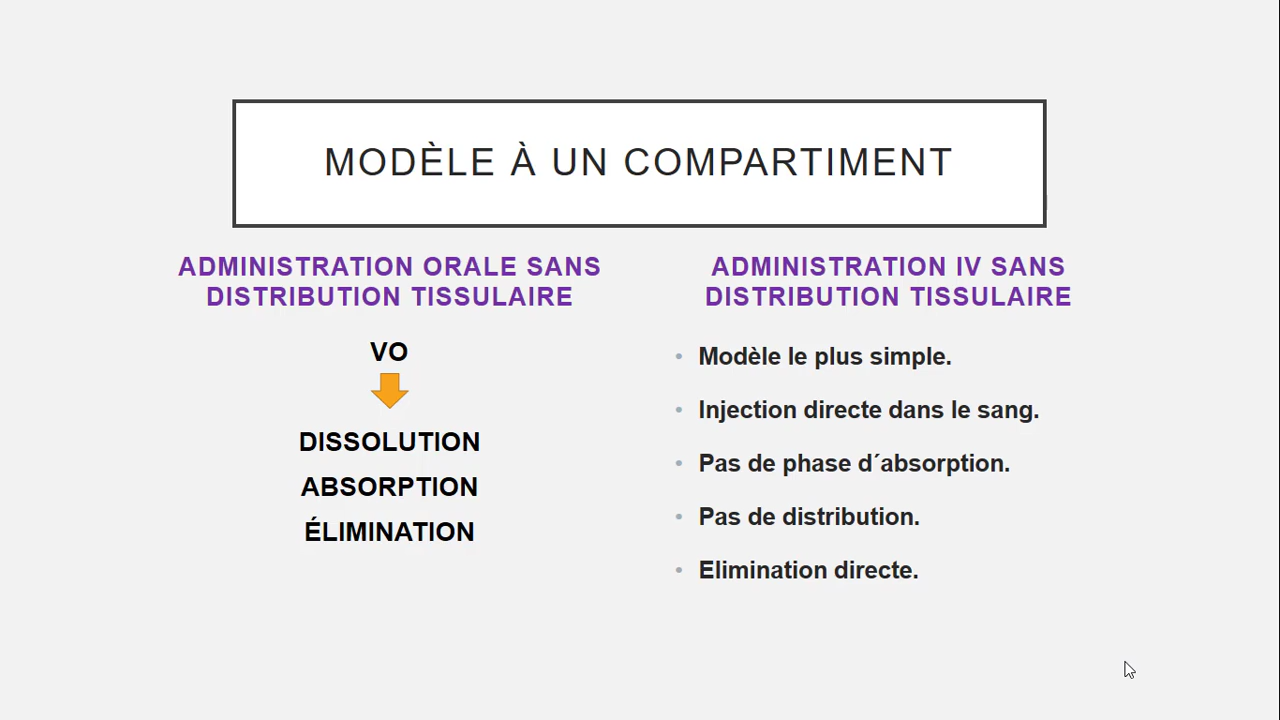 MODÈLE À UN COMPARTIMENT
ADMINISTRATION ORALE SANS
DISTRIBUTION TISSULAIRE
VO
DISSOLUTION
ABSORPTION
ÉLIMINATION
ADMINISTRATION IV SANS
DISTRIBUTION TISSULAIRE
• Modèle le plus simple.
• Injection directe dans le sang.
• Pas de phase d´absorption.
• Pas de distribution.
• Elimination directe.